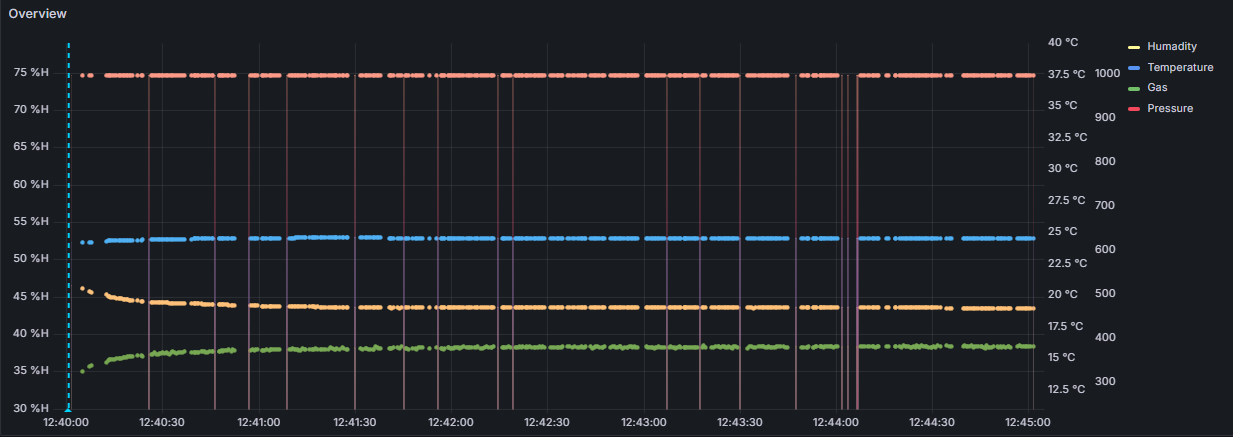 Overview
75 %H
70 %H
65 %H
60 %H
55 %H
50 %H
45 %H
40 %H
35 %H
30 %H
40 °C
37.5 °C
35 °C
32.5 °C
30 °C
27.5 °C
25 °C
22.5 °C
20 °C
17.5 °C
15 °C
12.5 °C
1000
900
800
700
600
500
400
300
Humadity
Temperature
Gas
Pressure
12:40:00 12:40:30 12:41:00 12:41:30 12:42:00 12:42:30 12:43:00 12:43:30 12:44:00 12:44:30 12:45:00